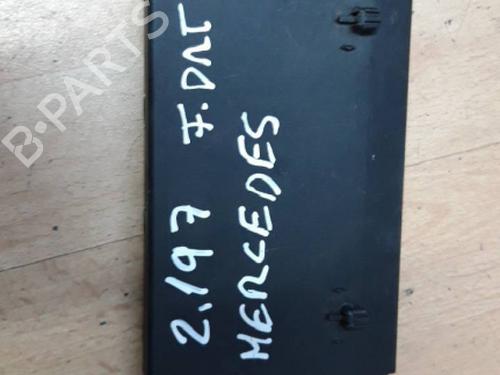 B-PARTS
2.197 F.DAT
MERCEDES